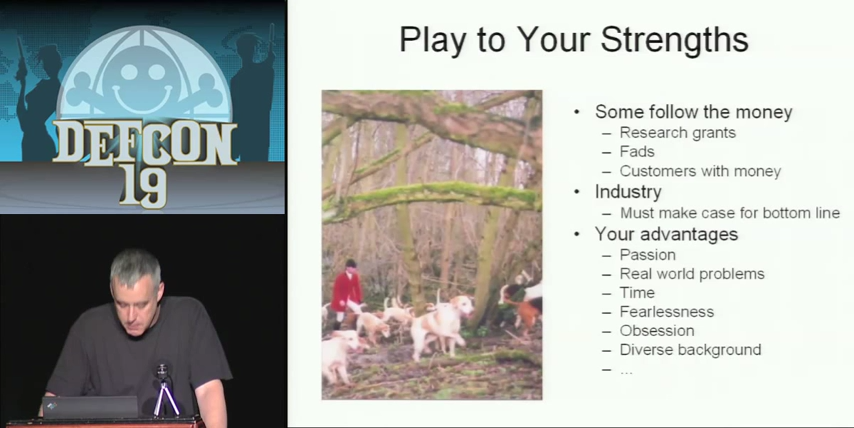 DEFCON
19
Play to Your Strengths
• Some follow the money
– Research grants
– Fads
– Customers with money
• Industry
– Must make case for bottom line
• Your advantages
– Passion
– Real world problems
– Time
– Fearlessness
– Obsession
– Diverse background
– ...